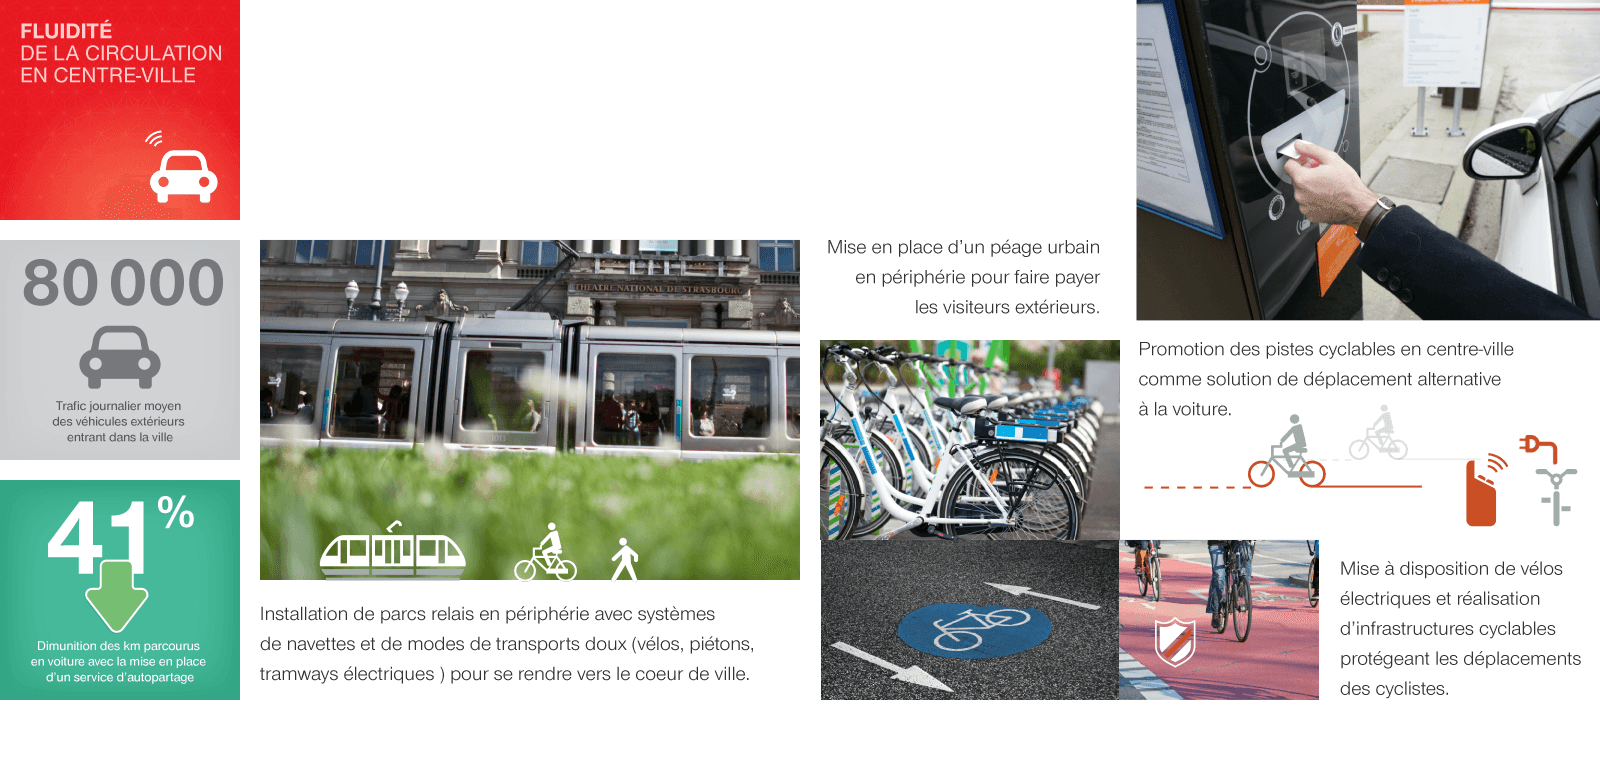 FLUIDITÉ
DE LA CIRCULATION
EN CENTRE-VILLE
80 000
Trafic journalier moyen
des véhicules extérieurs
entrant dans la ville
41%
Dimunition des km parcourus
en voiture avec la mise en place
d'un service d'autopartage
THEATRE NATIONAL DE STRASBOURG
Installation de parcs relais en périphérie avec systèmes
de navettes et de modes de transports doux (vélos, piétons,
tramways électriques ) pour se rendre vers le coeur de ville.
Mise en place d'un péage urbain
en périphérie pour faire payer
les visiteurs extérieurs.
Promotion des pistes cyclables en centre-ville
comme solution de déplacement alternative
à la voiture.
Mise à disposition de vélos
électriques et réalisation
d'infrastructures cyclables
protégeant les déplacements
des cyclistes.